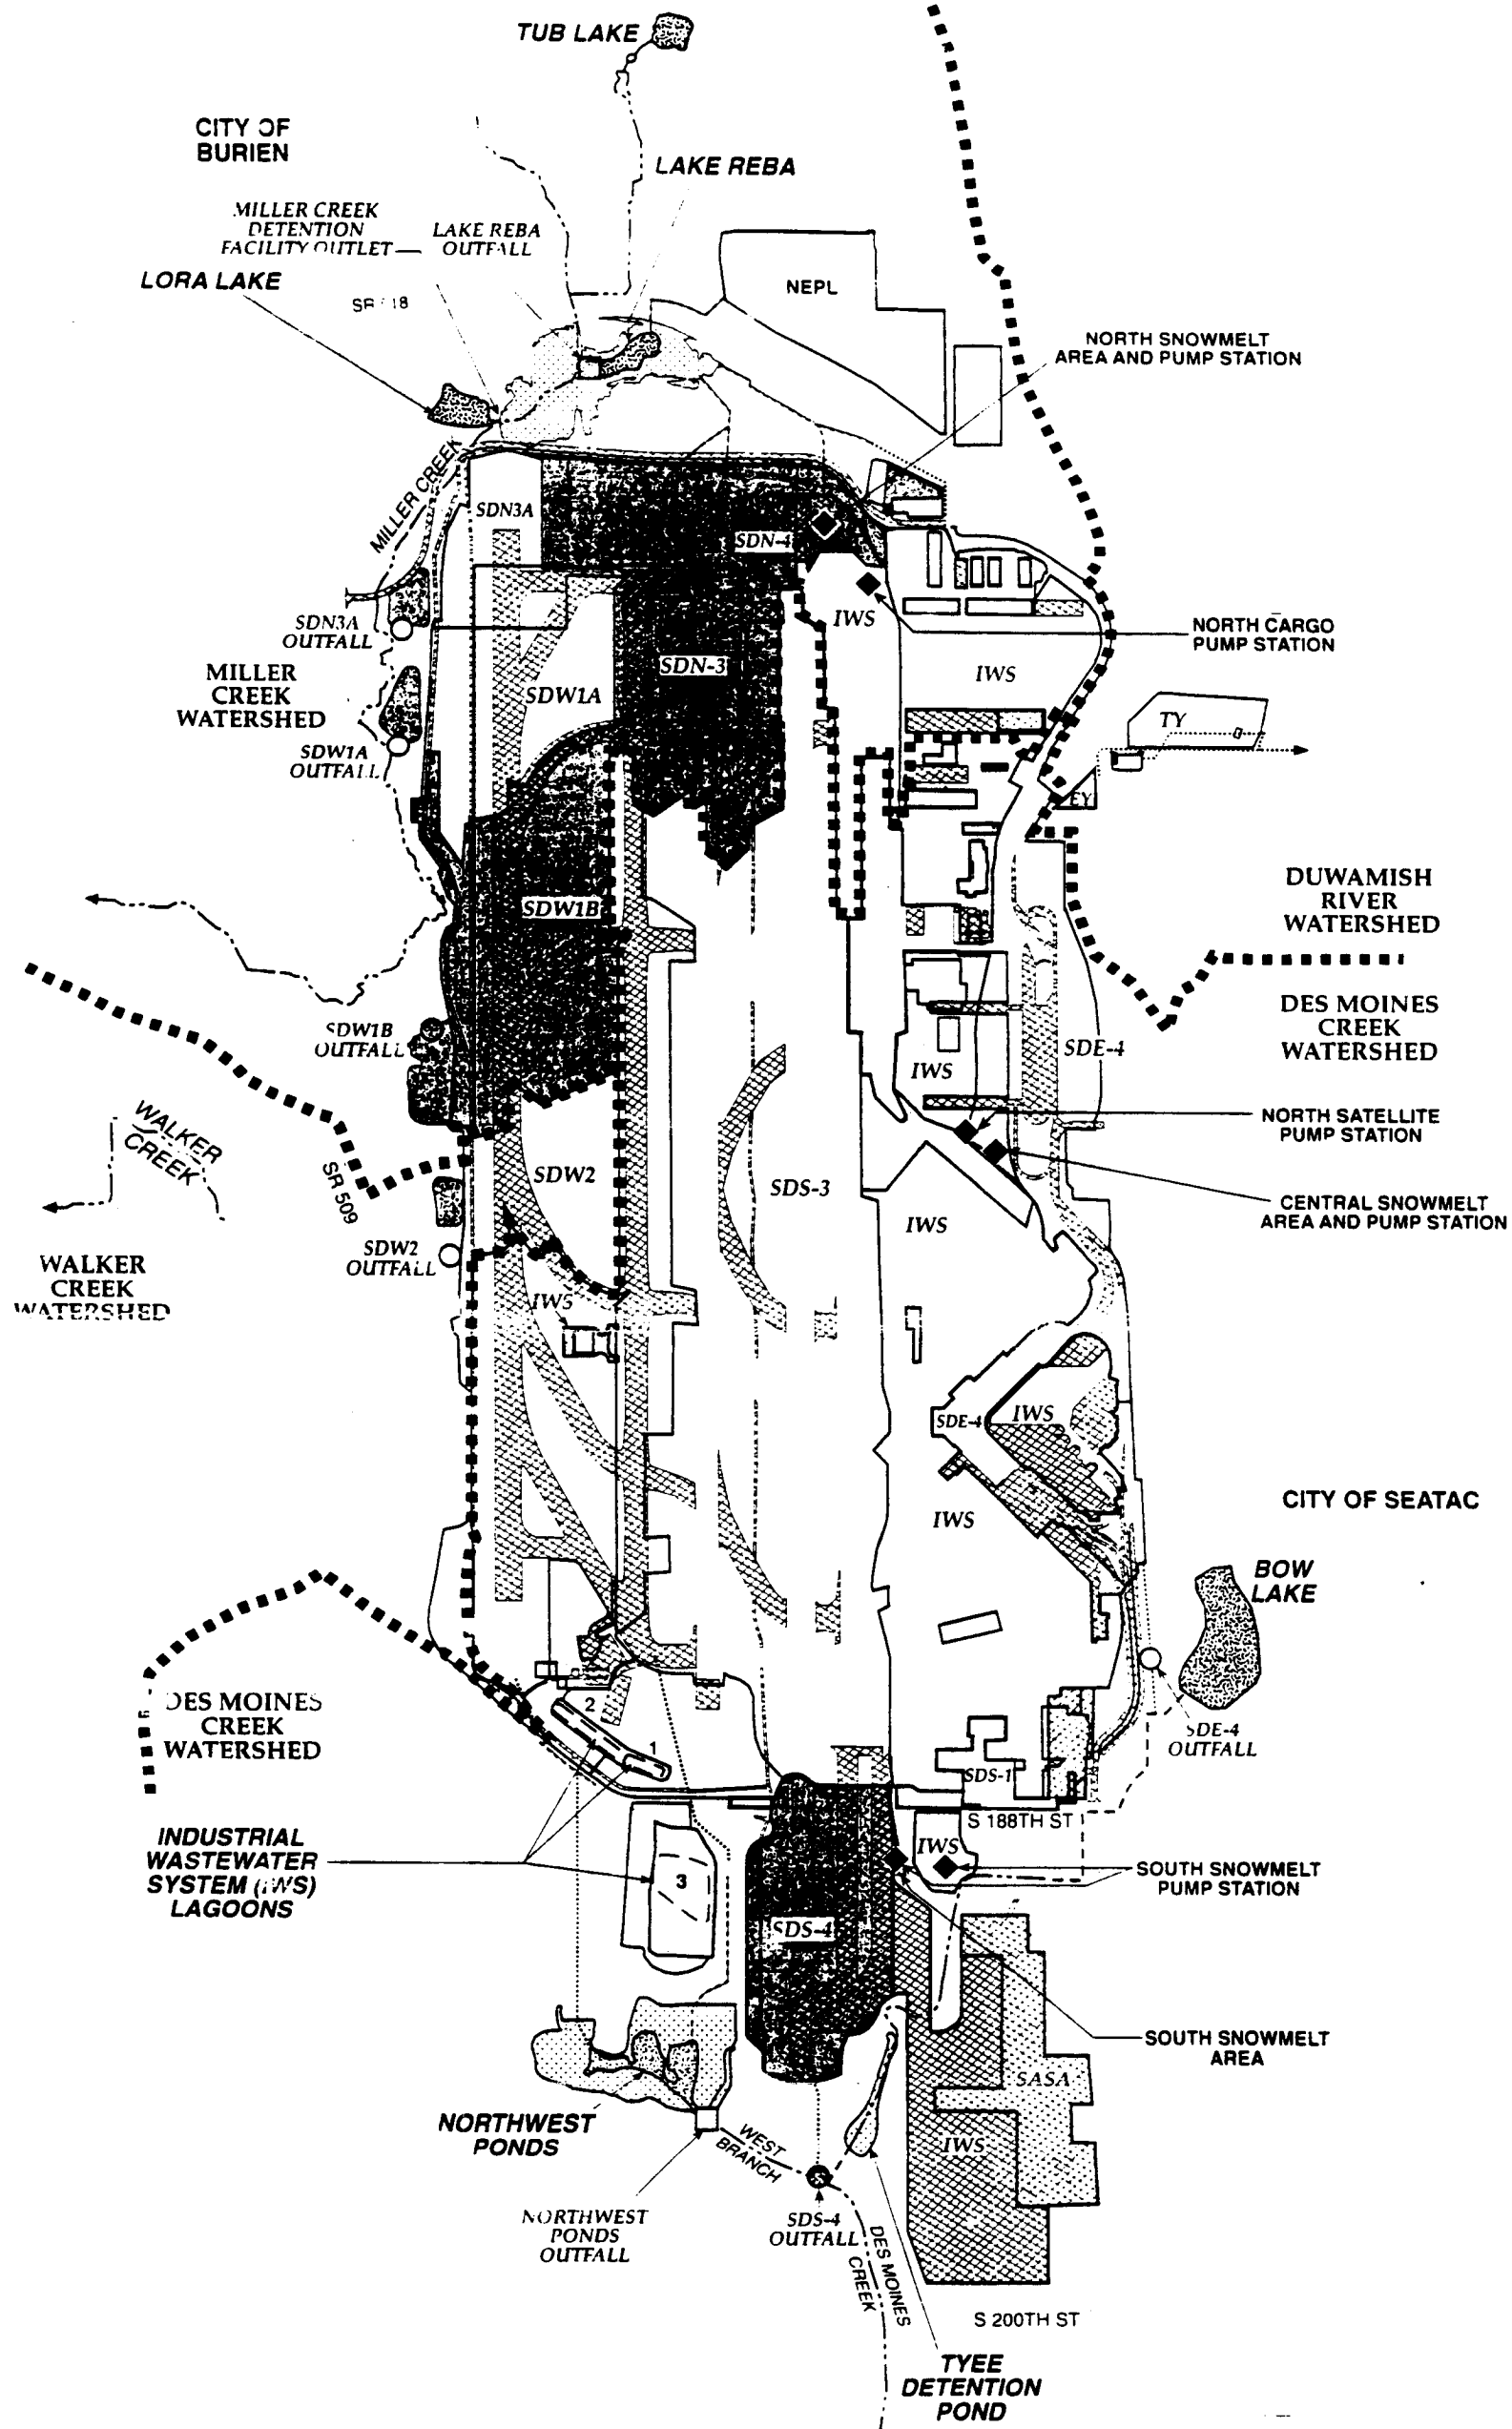 TUB LAKE
CITY OF
BURIEN
LAKE REBA
MILLER CREEK
DETENTION
FACILITY OUTLET
LAKE REBA
OUTFALL
LORA LAKE
NEPL
NORTH SNOWMELT
AREA AND PUMP STATION
MILLER CREEK
SDN3A
SDN-4
IWS
SDN3A
OUTFALL
NORTH CARGO
PUMP STATION
SDN-3
IWS
MILLER
CREEK
WATERSHED
SDW1A
TY
SDW1A
OUTFALL
EY
DUWAMISH
RIVER
WATERSHED
SDW1B
DES MOINES
CREEK
WATERSHED
SDW1B
OUTFALL
SDE-4
IWS
WALKER
CREEK
NORTH SATELLITE
PUMP STATION
SR 509
SDW2
SDS-3
IWS
CENTRAL SNOWMELT
AREA AND PUMP STATION
SDW2
OUTFALL
WALKER
CREEK
WATERSHED
IWS
SDE-4
IWS
IWS
CITY OF SEATAC
BOW
LAKE
DES MOINES
CREEK
WATERSHED
2
1
SDE-4
OUTFALL
SDS-1
S 188TH ST
INDUSTRIAL
WASTEWATER
SYSTEM (IWS)
LAGOONS
3
IWS
SOUTH SNOWMELT
PUMP STATION
SDS-4
SOUTH SNOWMELT
AREA
SASA
NORTHWEST
PONDS
WEST
BRANCH
IWS
NORTHWEST
PONDS
OUTFALL
SDS-4
OUTFALL
DES MOINES
CREEK
S 200TH ST
TYEE
DETENTION
POND